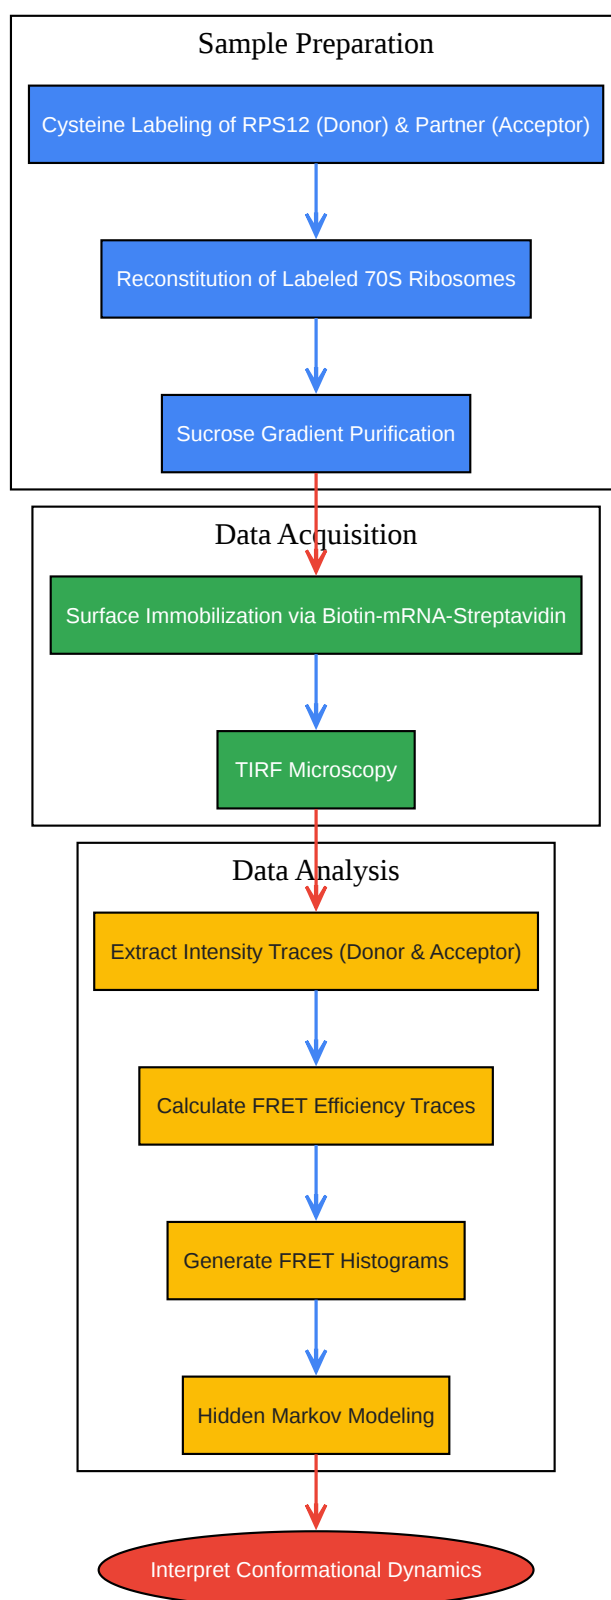 Sample Preparation
Cysteine Labeling of RPS12 (Donor) & Partner (Acceptor)
Reconstitution of Labeled 70S Ribosomes
Sucrose Gradient Purification
Data Acquisition
Surface Immobilization via Biotin-mRNA-Streptavidin
TIRF Microscopy
Data Analysis
Extract Intensity Traces (Donor & Acceptor)
Calculate FRET Efficiency Traces
Generate FRET Histograms
Hidden Markov Modeling
Interpret Conformational Dynamics